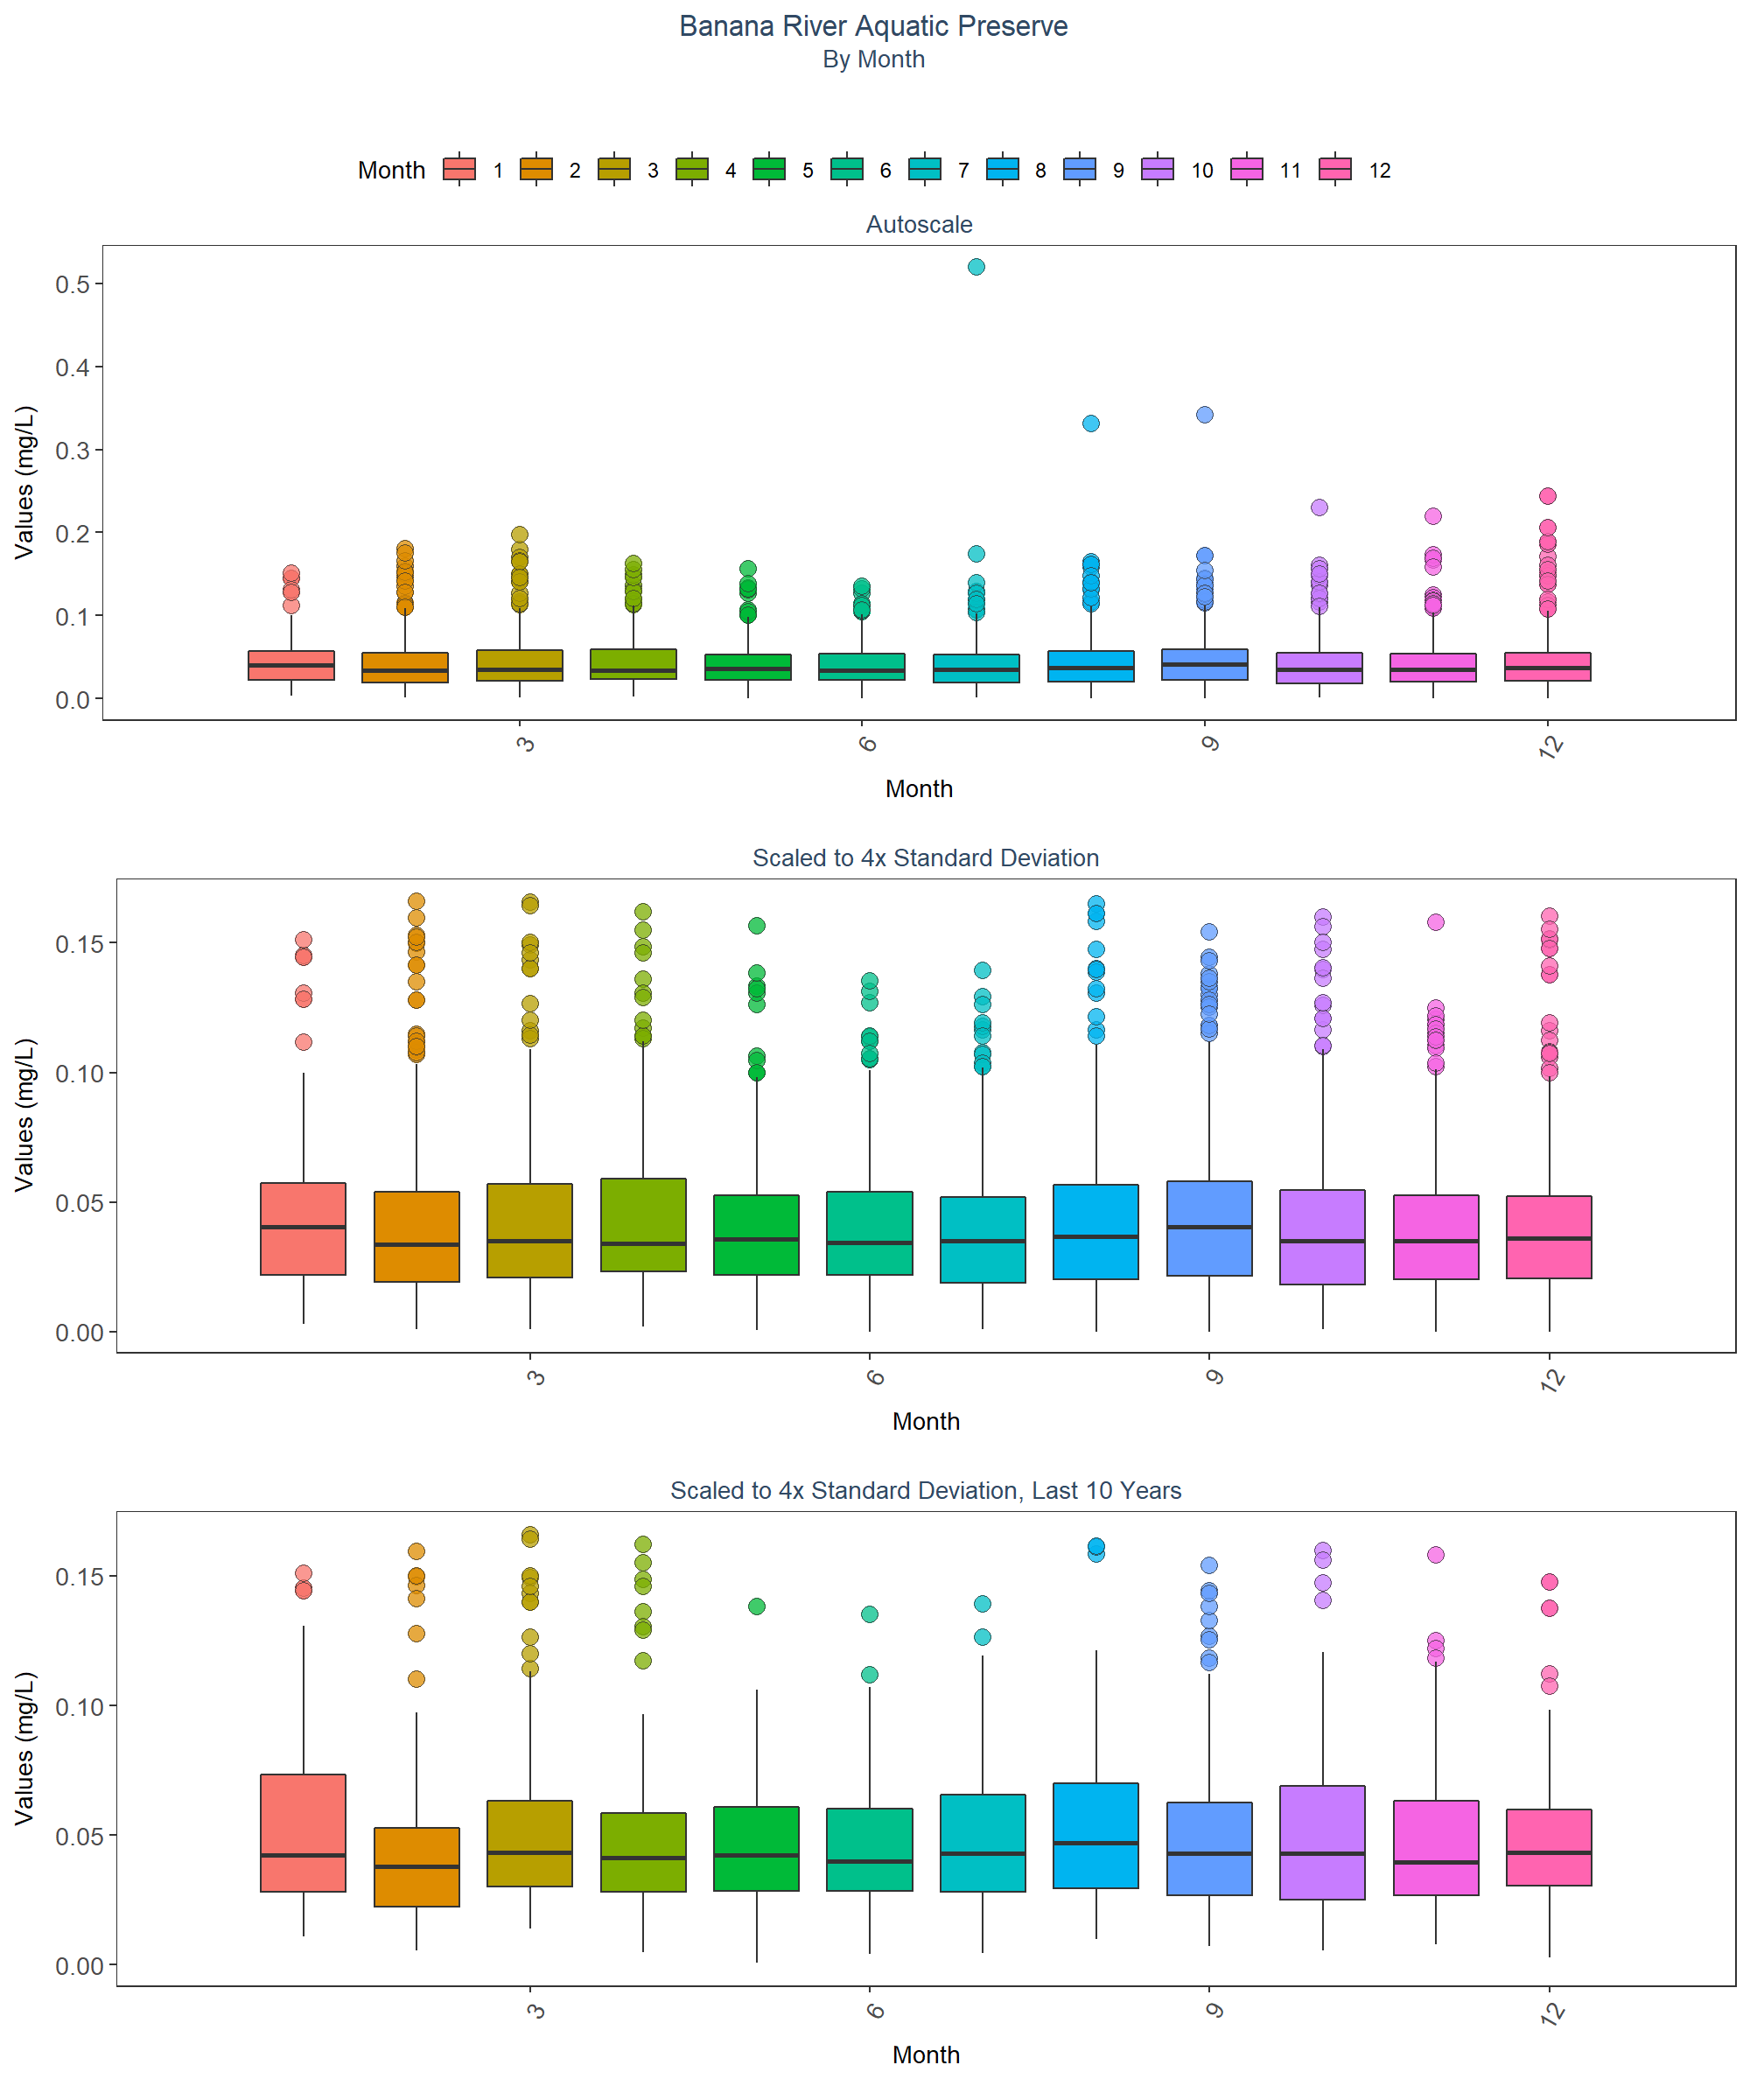 Banana River Aquatic Preserve
By Month
Month 1 2 3 4 5 6 7 8 9 10 11 12
Autoscale
Values (mg/L)
0.5
0.4
0.3
0.2
0.1
0.0
3 6 9 12
Month
Scaled to 4x Standard Deviation
Values (mg/L)
0.15
0.10
0.05
0.00
3 6 9 12
Month
Scaled to 4x Standard Deviation, Last 10 Years
Values (mg/L)
0.15
0.10
0.05
0.00
3 6 9 12
Month